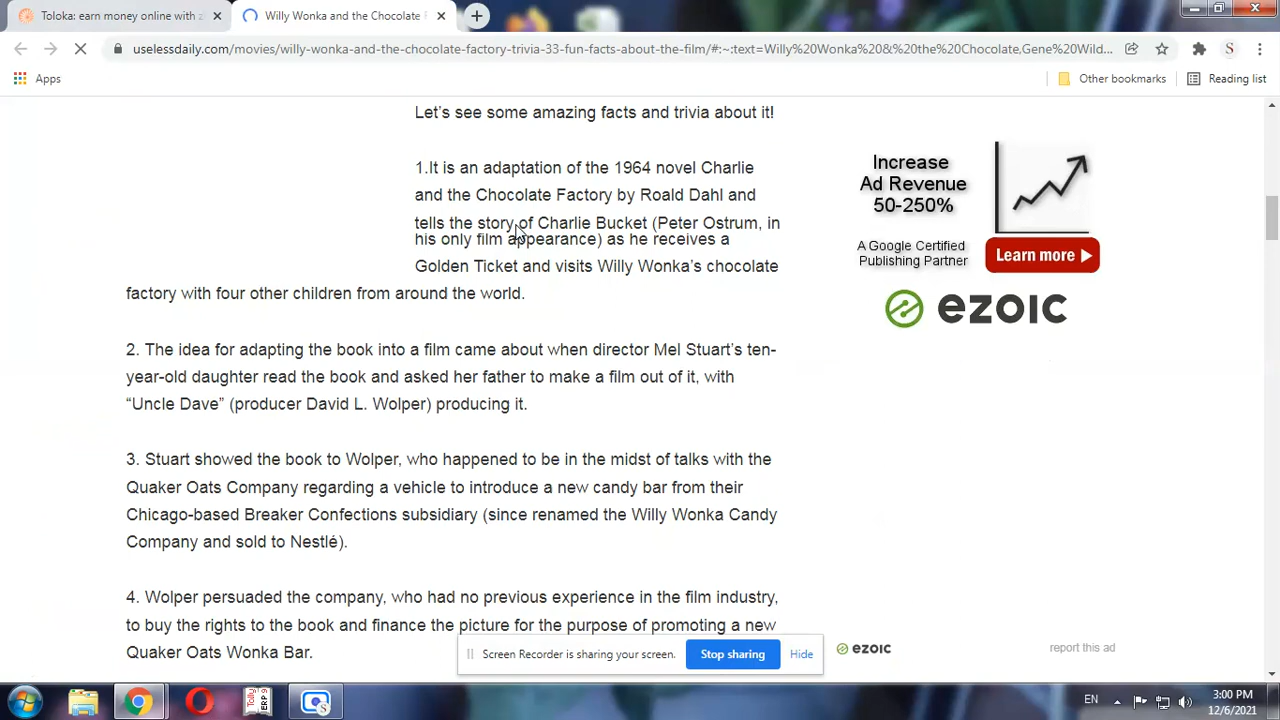 Toloka: earn money online with
Willy Wonka and the Chocolate
uselessdaily.com/movies/willy-wonka-and-the-chocolate-factory-trivia-33-fun-facts-about-the-film/#:~:text=Willy%20Wonka%20&%20the%20Chocolate,Gene%20Wild...
S
Apps
Other bookmarks
Reading list
Let's see some amazing facts and trivia about it!
1.It is an adaptation of the 1964 novel Charlie
and the Chocolate Factory by Roald Dahl and
tells the story of Charlie Bucket (Peter Ostrum, in
his only film appearance) as he receives a
Golden Ticket and visits Willy Wonka’s chocolate
factory with four other children from around the world.
2. The idea for adapting the book into a film came about when director Mel Stuart’s ten-
year-old daughter read the book and asked her father to make a film out of it, with
“Uncle Dave” (producer David L. Wolper) producing it.
3. Stuart showed the book to Wolper, who happened to be in the midst of talks with the
Quaker Oats Company regarding a vehicle to introduce a new candy bar from their
Chicago-based Breaker Confections subsidiary (since renamed the Willy Wonka Candy
Company and sold to Nestlé).
4. Wolper persuaded the company, who had no previous experience in the film industry,
to buy the rights to the book and finance the picture for the purpose of promoting a new
Quaker Oats Wonka Bar.
Increase
Ad Revenue
50-250%
A Google Certified
Publishing Partner
Learn more
ezoic
ezoic
report this ad
Screen Recorder is sharing your screen.
Stop sharing
Hide
Tally
ERP 9
S
EN
3:00 PM
12/6/2021